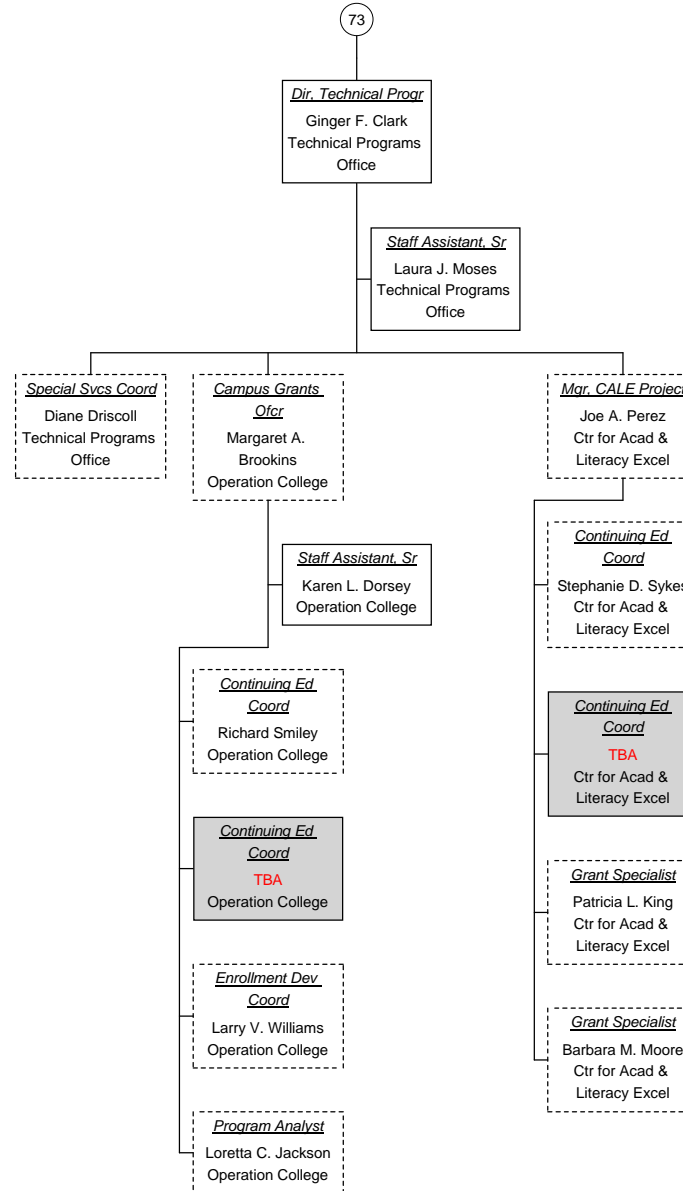 73
Dir, Technical Progr
Ginger F. Clark
Technical Programs
Office
Staff Assistant, Sr
Laura J. Moses
Technical Programs
Office
Special Svcs Coord
Diane Driscoll
Technical Programs
Office
Campus Grants
Ofcr
Margaret A.
Brookins
Operation College
Mgr, CALE Project
Joe A. Perez
Ctr for Acad &
Literacy Excel
Staff Assistant, Sr
Karen L. Dorsey
Operation College
Continuing Ed
Coord
Richard Smiley
Operation College
Continuing Ed
Coord
TBA
Operation College
Enrollment Dev
Coord
Larry V. Williams
Operation College
Program Analyst
Loretta C. Jackson
Operation College
Continuing Ed
Coord
Stephanie D. Sykes
Ctr for Acad &
Literacy Excel
Continuing Ed
Coord
TBA
Ctr for Acad &
Literacy Excel
Grant Specialist
Patricia L. King
Ctr for Acad &
Literacy Excel
Grant Specialist
Barbara M. Moore
Ctr for Acad &
Literacy Excel